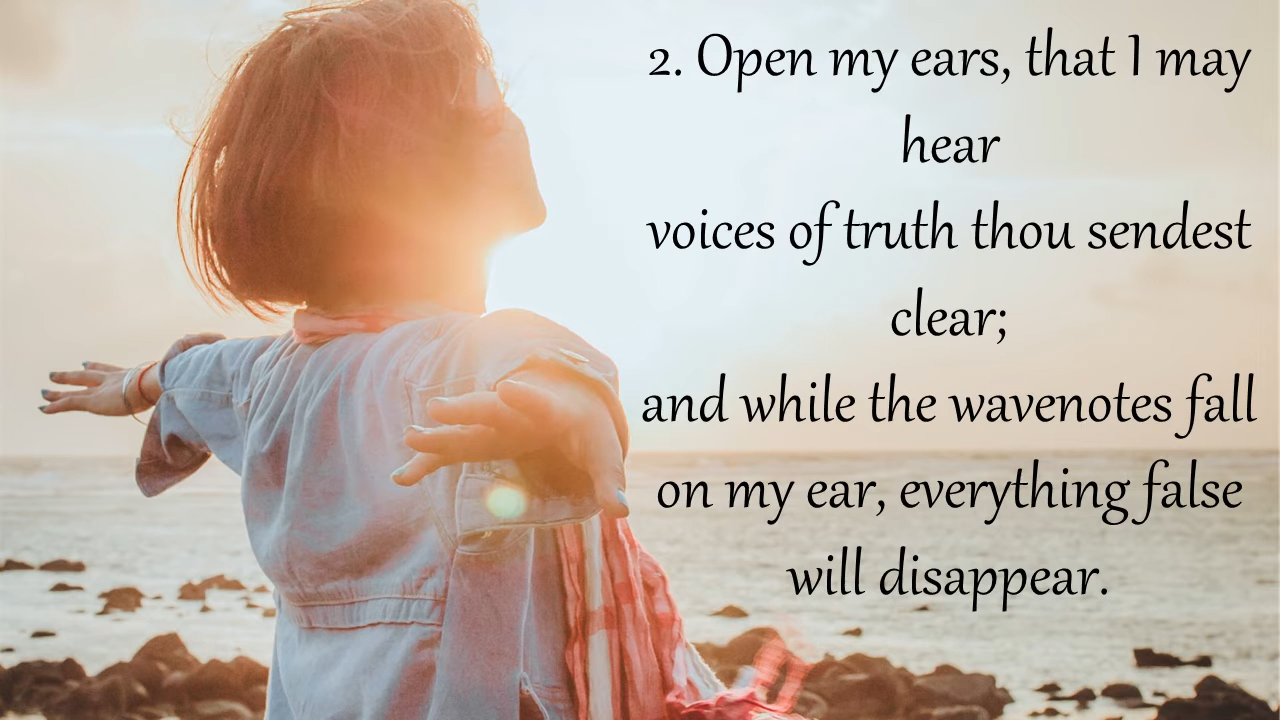 2. Open my ears, that I may
hear
voices of truth thou sendest
clear;
and while the wavenotes fall
on my ear, everything false
will disappear.